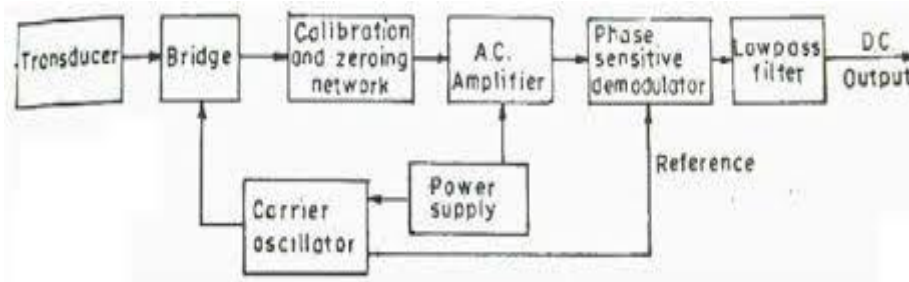 Transducer
Bridge
Calibration
and zeroing
network
A.C.
Amplifier
Phase
sensitive
demodulator
Lowpass
filter
DC
Output
Reference
Power
supply
Carrier
oscillator